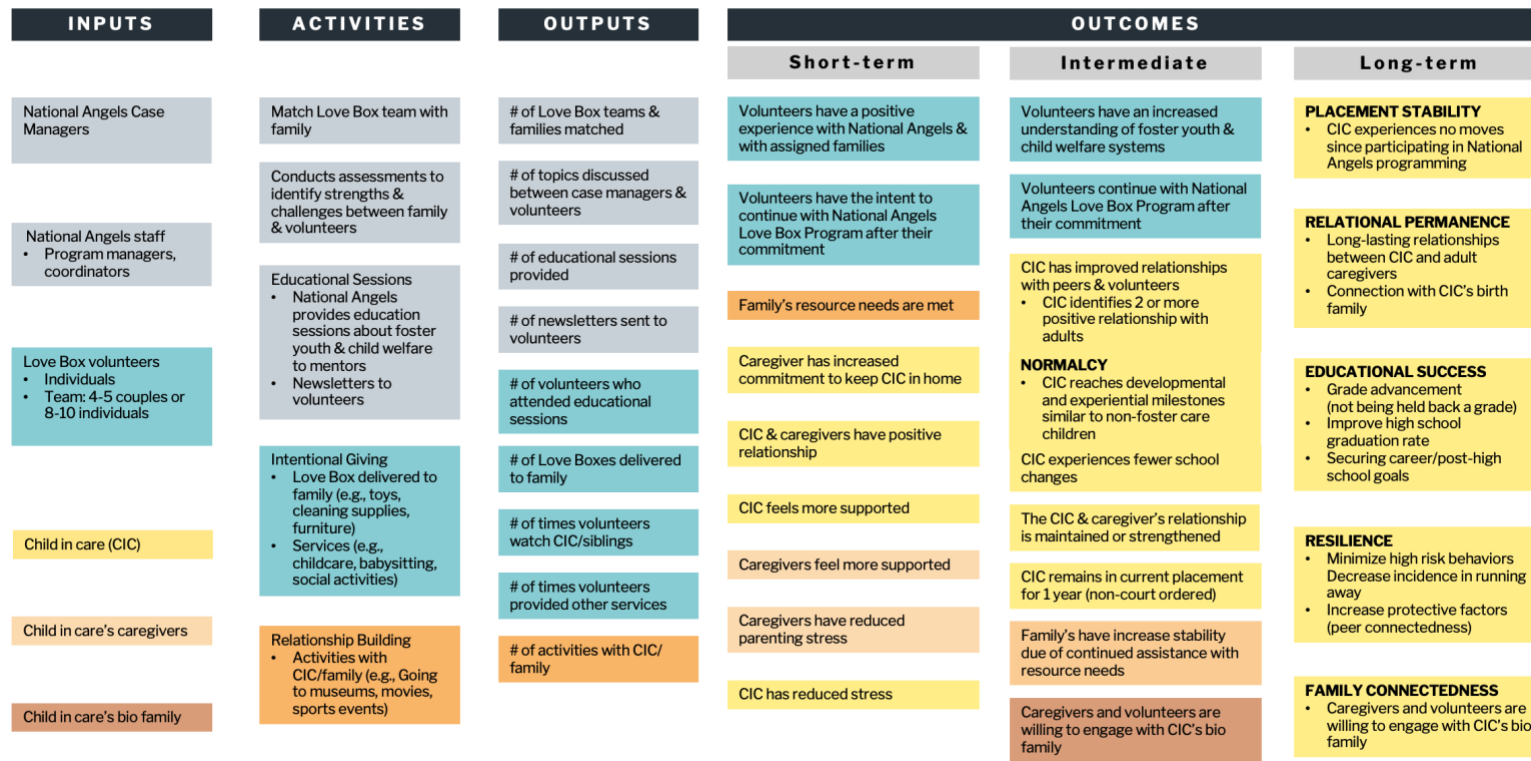 INPUTS
ACTIVITIES
OUTPUTS
OUTCOMES
Short-term
Intermediate
Long-term
National Angels Case
Managers
National Angels staff
• Program managers,
coordinators
Love Box volunteers
• Individuals
• Team: 4-5 couples or
8-10 individuals
Child in care (CIC)
Child in care's caregivers
Child in care's bio family
Match Love Box team with
family
Conducts assessments to
identify strengths &
challenges between family
& volunteers
Educational Sessions
• National Angels
provides education
sessions about foster
youth & child welfare
to mentors
• Newsletters to
volunteers
Intentional Giving
• Love Box delivered to
family (e.g., toys,
cleaning supplies,
furniture)
• Services (e.g.,
childcare, babysitting,
social activities)
Relationship Building
• Activities with
CIC/family (e.g., Going
to museums, movies,
sports events)
# of Love Box teams &
families matched
# of topics discussed
between case managers &
volunteers
# of educational sessions
provided
# of newsletters sent to
volunteers
# of volunteers who
attended educational
sessions
# of Love Boxes delivered
to family
# of times volunteers
watch CIC/siblings
# of times volunteers
provided other services
# of activities with CIC/
family
Volunteers have a positive
experience with National Angels &
with assigned families
Volunteers have the intent to
continue with National Angels
Love Box Program after their
commitment
Family's resource needs are met
Caregiver has increased
commitment to keep CIC in home
CIC & caregivers have positive
relationship
CIC feels more supported
Caregivers feel more supported
Caregivers have reduced
parenting stress
CIC has reduced stress
Volunteers have an increased
understanding of foster youth &
child welfare systems
Volunteers continue with National
Angels Love Box Program after
their commitment
CIC has improved relationships
with peers & volunteers
• CIC identifies 2 or more
positive relationship with
adults
NORMALCY
• CIC reaches developmental
and experiential milestones
similar to non-foster care
children
CIC experiences fewer school
changes
The CIC & caregiver's relationship
is maintained or strengthened
CIC remains in current placement
for 1 year (non-court ordered)
Family's have increase stability
due of continued assistance with
resource needs
Caregivers and volunteers are
willing to engage with CIC's bio
family
PLACEMENT STABILITY
• CIC experiences no moves
since participating in National
Angels programming
RELATIONAL PERMANENCE
• Long-lasting relationships
between CIC and adult
caregivers
• Connection with CIC's birth
family
EDUCATIONAL SUCCESS
• Grade advancement
(not being held back a grade)
• Improve high school
graduation rate
• Securing career/post-high
school goals
RESILIENCE
• Minimize high risk behaviors
Decrease incidence in running
away
• Increase protective factors
(peer connectedness)
FAMILY CONNECTEDNESS
• Caregivers and volunteers are
willing to engage with CIC's bio
family